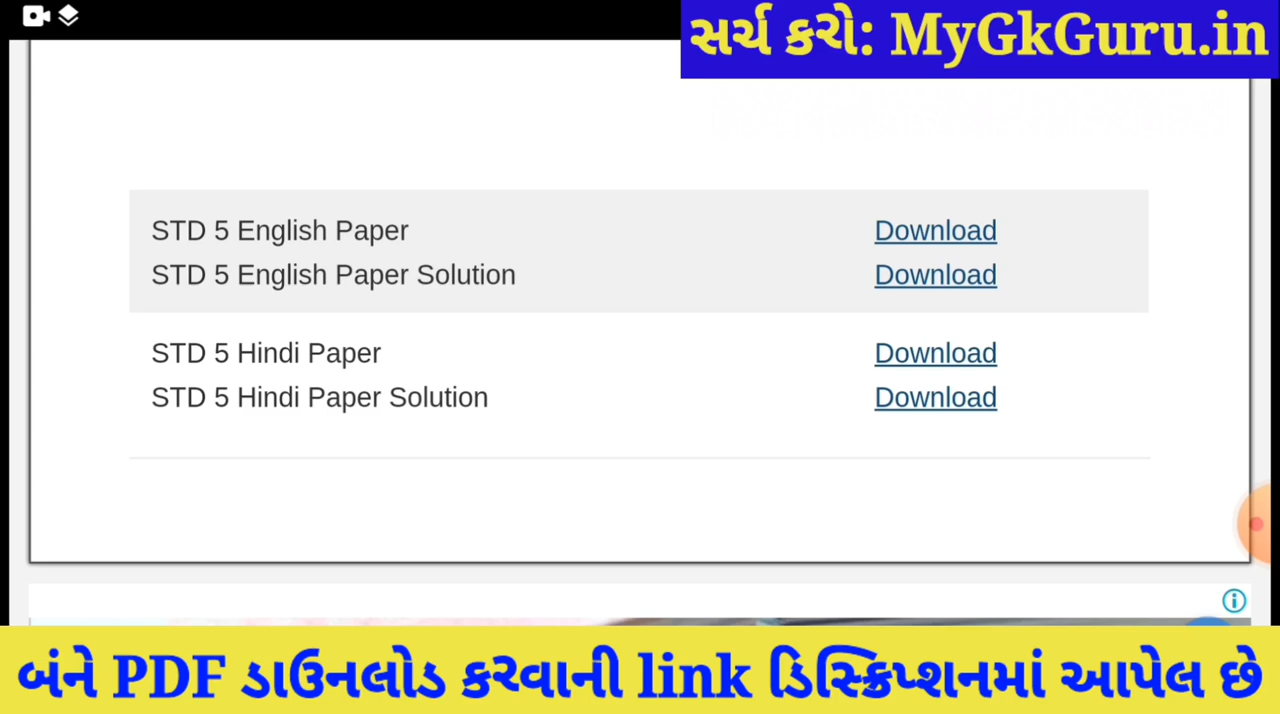 સર્ચ કરો: MyGkGuru.in
STD 5 English Paper Download
STD 5 English Paper Solution Download
STD 5 Hindi Paper Download
STD 5 Hindi Paper Solution Download
બંને PDF ડાઉનલોડ કરવાની link ડિસ્ક્રિપ્શનમાં આપેલ છે